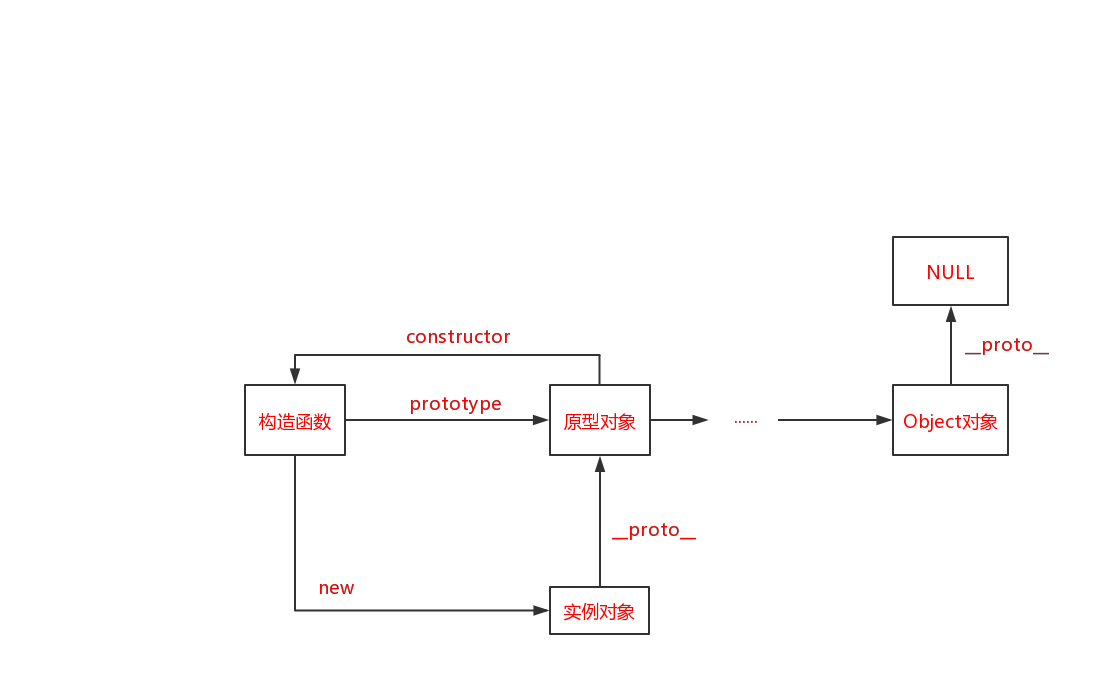 NULL
constructor
__proto__
prototype
构造函数
原型对象
......
Object对象
__proto__
new
实例对象